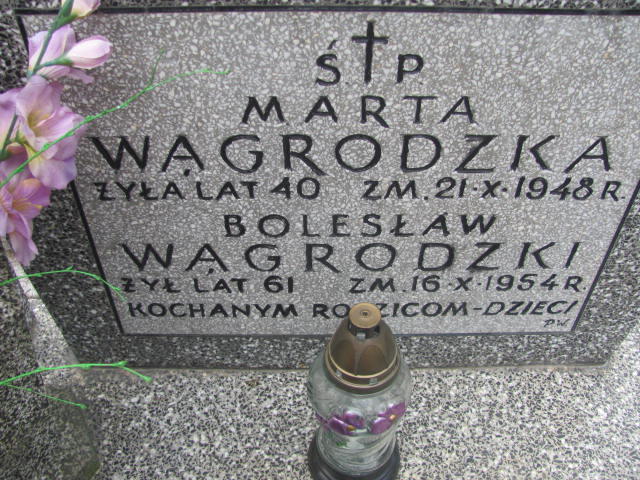 Ś P
MARTA
WĄGRODZKA
ŻYŁA LAT 40 ZM. 21·X·1948 R.
BOLESŁAW
WĄGRODZKI
ŻYŁ LAT 61 ZM. 16·X·1954 R.
KOCHANYM RODZICOM-DZIECI
P.W